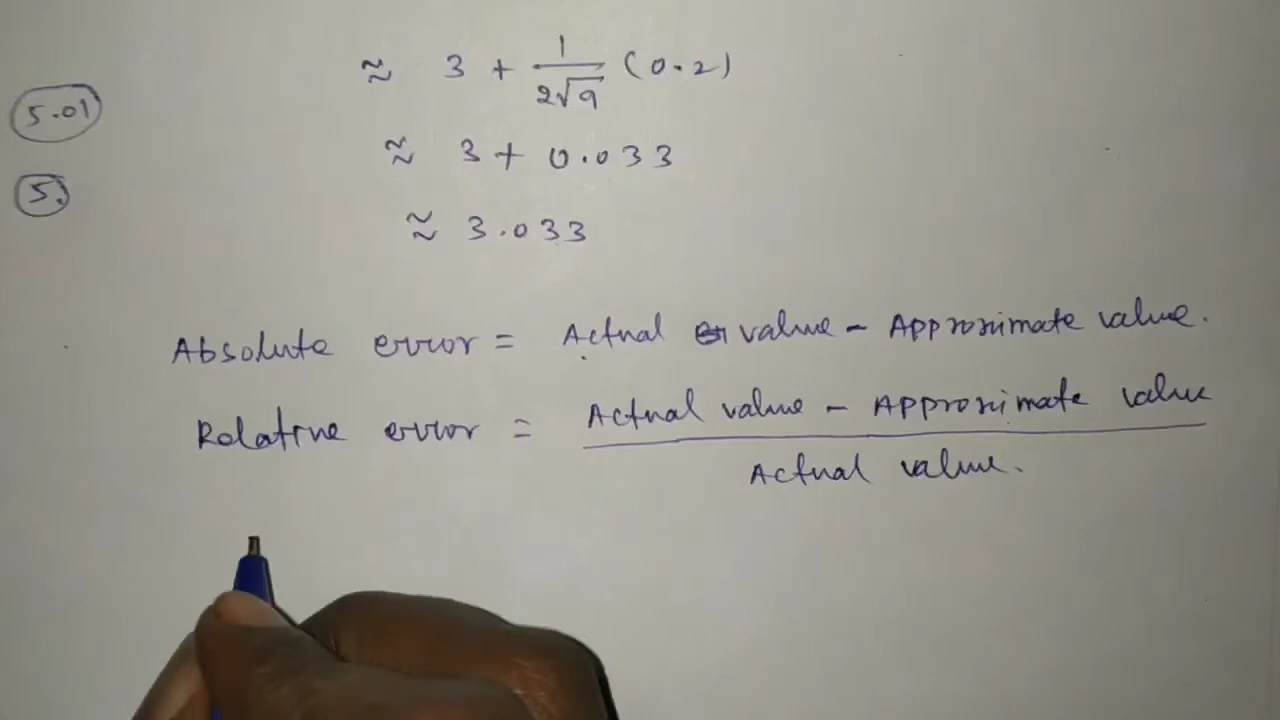 ≈ 3 + 1/(2√9) (0.2)
5.01
≈ 3 + 0.033
5.
≈ 3.033
Absolute error = Actual value - Approximate value.
Relative error = Actual value - Approximate value
Actual value.